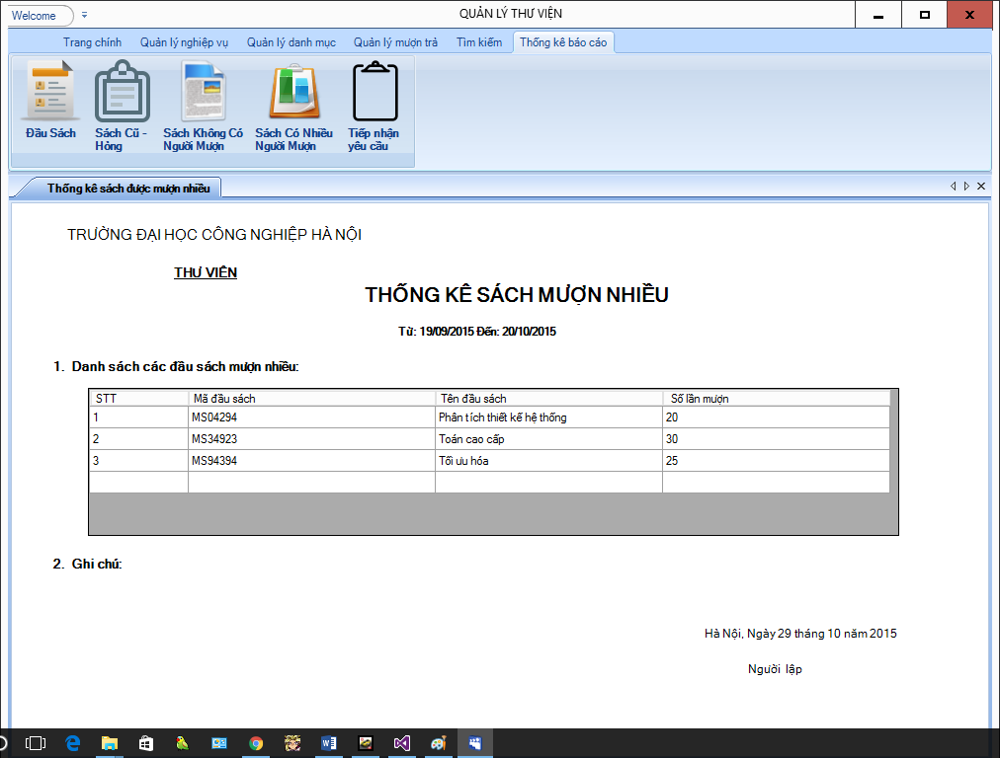 Welcome
QUẢN LÝ THƯ VIỆN
Trang chính Quản lý nghiệp vụ Quản lý danh mục Quản lý mượn trả Tìm kiếm Thống kê báo cáo
Đầu Sách Sách Cũ - Sách Không Có Sách Có Nhiều Tiếp nhận
Hỏng Người Mượn Người Mượn yêu cầu
Thống kê sách được mượn nhiều
TRƯỜNG ĐẠI HỌC CÔNG NGHIỆP HÀ NỘI
THƯ VIÊN
THỐNG KÊ SÁCH MƯỢN NHIỀU
Từ: 19/09/2015 Đến: 20/10/2015
1. Danh sách các đầu sách mượn nhiều:
STT Mã đầu sách Tên đầu sách Số lần mượn
1 MS04294 Phân tích thiết kế hệ thống 20
2 MS34923 Toán cao cấp 30
3 MS94394 Tối ưu hóa 25
2. Ghi chú:
Hà Nội, Ngày 29 tháng 10 năm 2015
Người lập